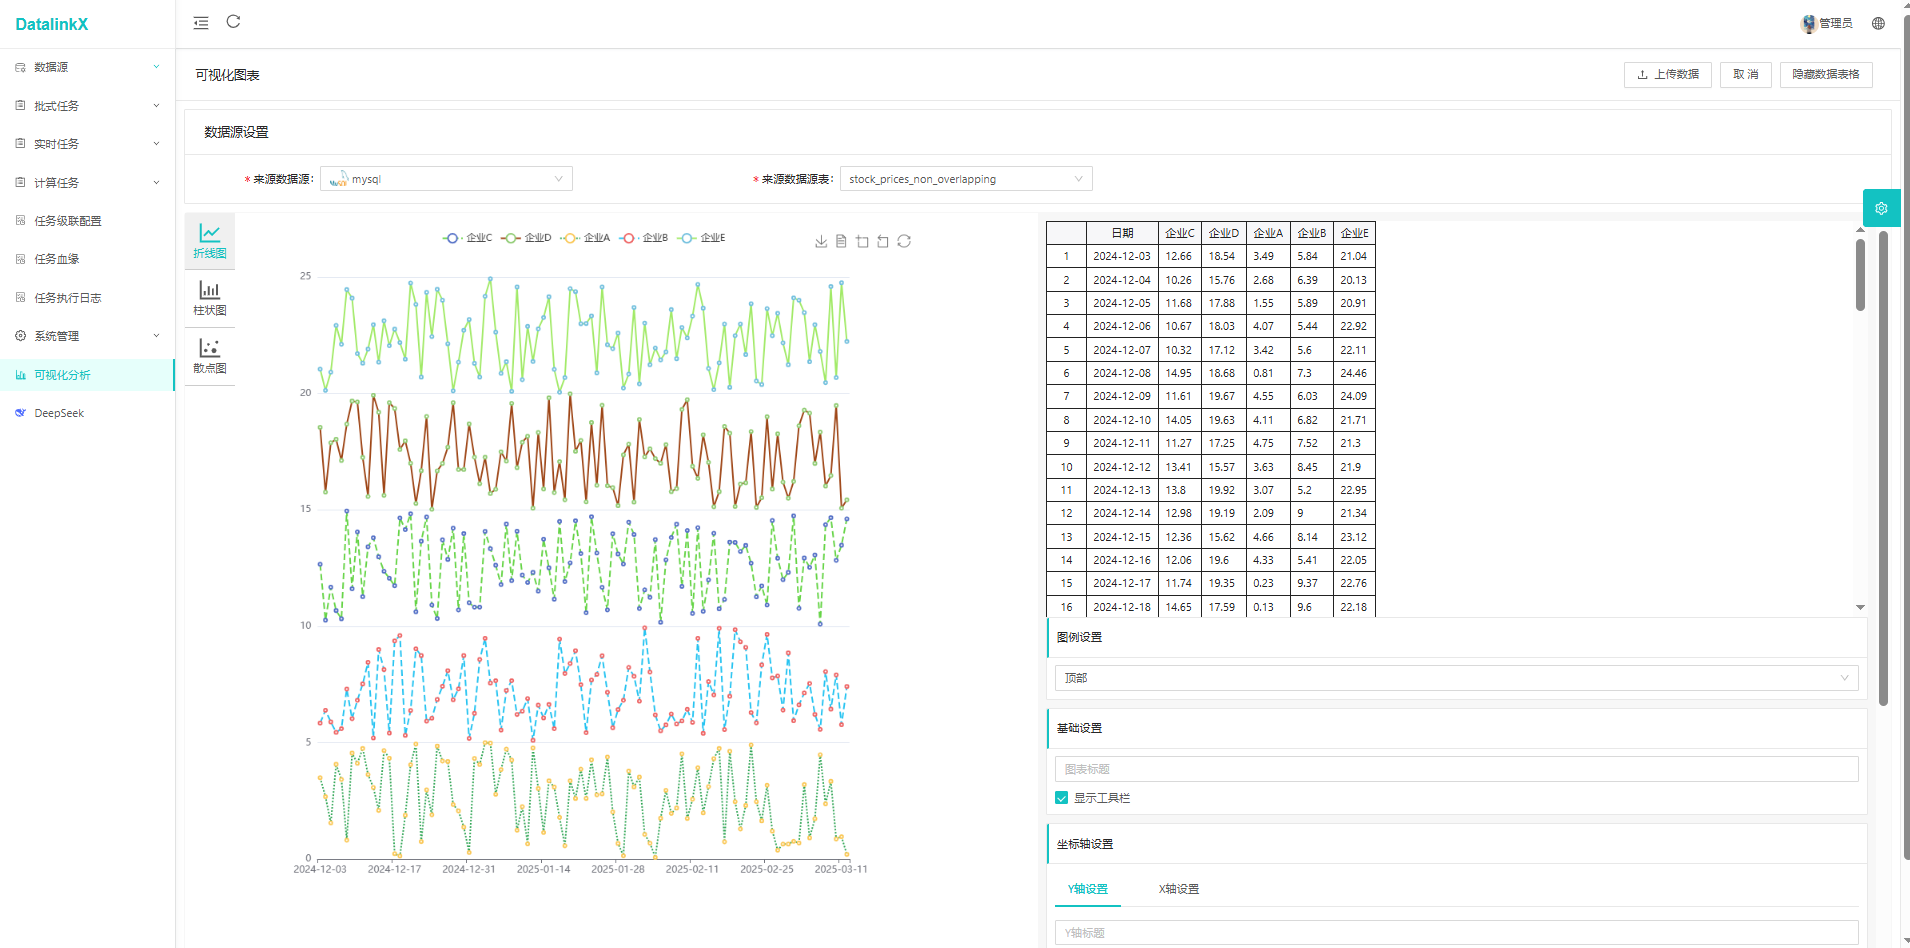 DatalinkX
管理员
数据源
批式任务
实时任务
计算任务
任务级联配置
任务血缘
任务执行日志
系统管理
可视化分析
DeepSeek
可视化图表
上传数据 取 消 隐藏数据表格
数据源设置
* 来源数据源: mysql * 来源数据源表: stock_prices_non_overlapping
折线图
柱状图
散点图
企业C 企业D 企业A 企业B 企业E
25
20
15
10
5
0
2024-12-03 2024-12-17 2024-12-31 2025-01-14 2025-01-28 2025-02-11 2025-02-25 2025-03-11
日期 企业C 企业D 企业A 企业B 企业E
1 2024-12-03 12.66 18.54 3.49 5.84 21.04
2 2024-12-04 10.26 15.76 2.68 6.39 20.13
3 2024-12-05 11.68 17.88 1.55 5.89 20.91
4 2024-12-06 10.67 18.03 4.07 5.44 22.92
5 2024-12-07 10.32 17.12 3.42 5.6 22.11
6 2024-12-08 14.95 18.68 0.81 7.3 24.46
7 2024-12-09 11.61 19.67 4.55 6.03 24.09
8 2024-12-10 14.05 19.63 4.11 6.82 21.71
9 2024-12-11 11.27 17.25 4.75 7.52 21.3
10 2024-12-12 13.41 15.57 3.63 8.45 21.9
11 2024-12-13 13.8 19.92 3.07 5.2 22.95
12 2024-12-14 12.98 19.19 2.09 9 21.34
13 2024-12-15 12.36 15.62 4.66 8.14 23.12
14 2024-12-16 12.06 19.6 4.33 5.41 22.05
15 2024-12-17 11.74 19.35 0.23 9.37 22.76
16 2024-12-18 14.65 17.59 0.13 9.6 22.18
图例设置
顶部
基础设置
图表标题
显示工具栏
坐标轴设置
Y轴设置 X轴设置
Y轴标题